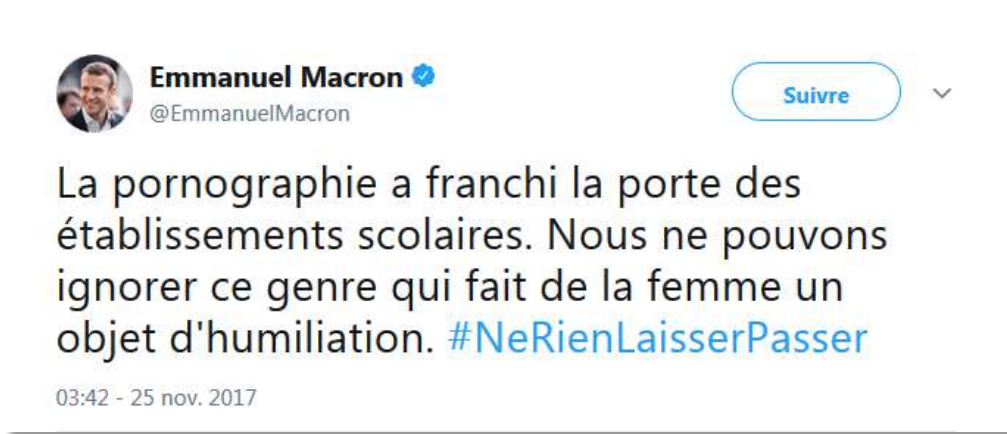 Emmanuel Macron
@EmmanuelMacron
Suivre
La pornographie a franchi la porte des
établissements scolaires. Nous ne pouvons
ignorer ce genre qui fait de la femme un
objet d'humiliation. #NeRienLaisserPasser
03:42 - 25 nov. 2017